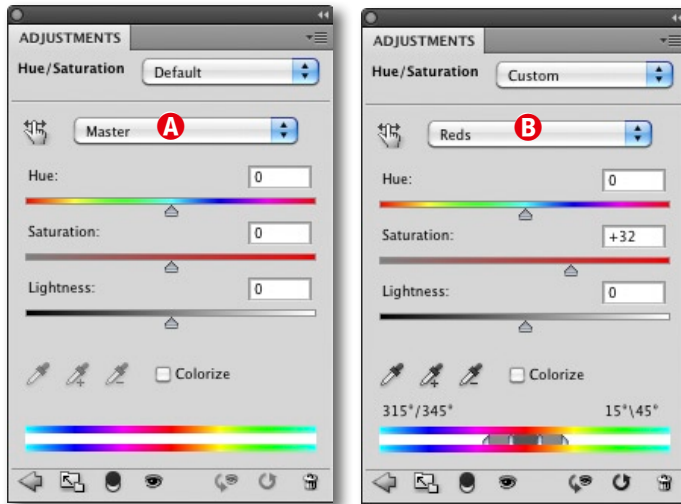 ADJUSTMENTS
Hue/Saturation Default
Master A
Hue: 0
Saturation: 0
Lightness: 0
Colorize
ADJUSTMENTS
Hue/Saturation Custom
Reds B
Hue: 0
Saturation: +32
Lightness: 0
Colorize
315°/345° 15°\45°